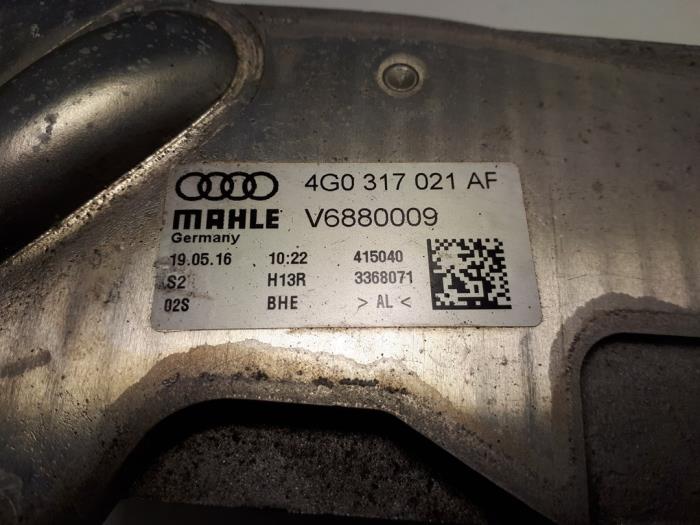 4G0 317 021 AF
MAHLE V6880009
Germany
19.05.16 10:22 415040
S2 H13R 3368071
02S BHE > AL <